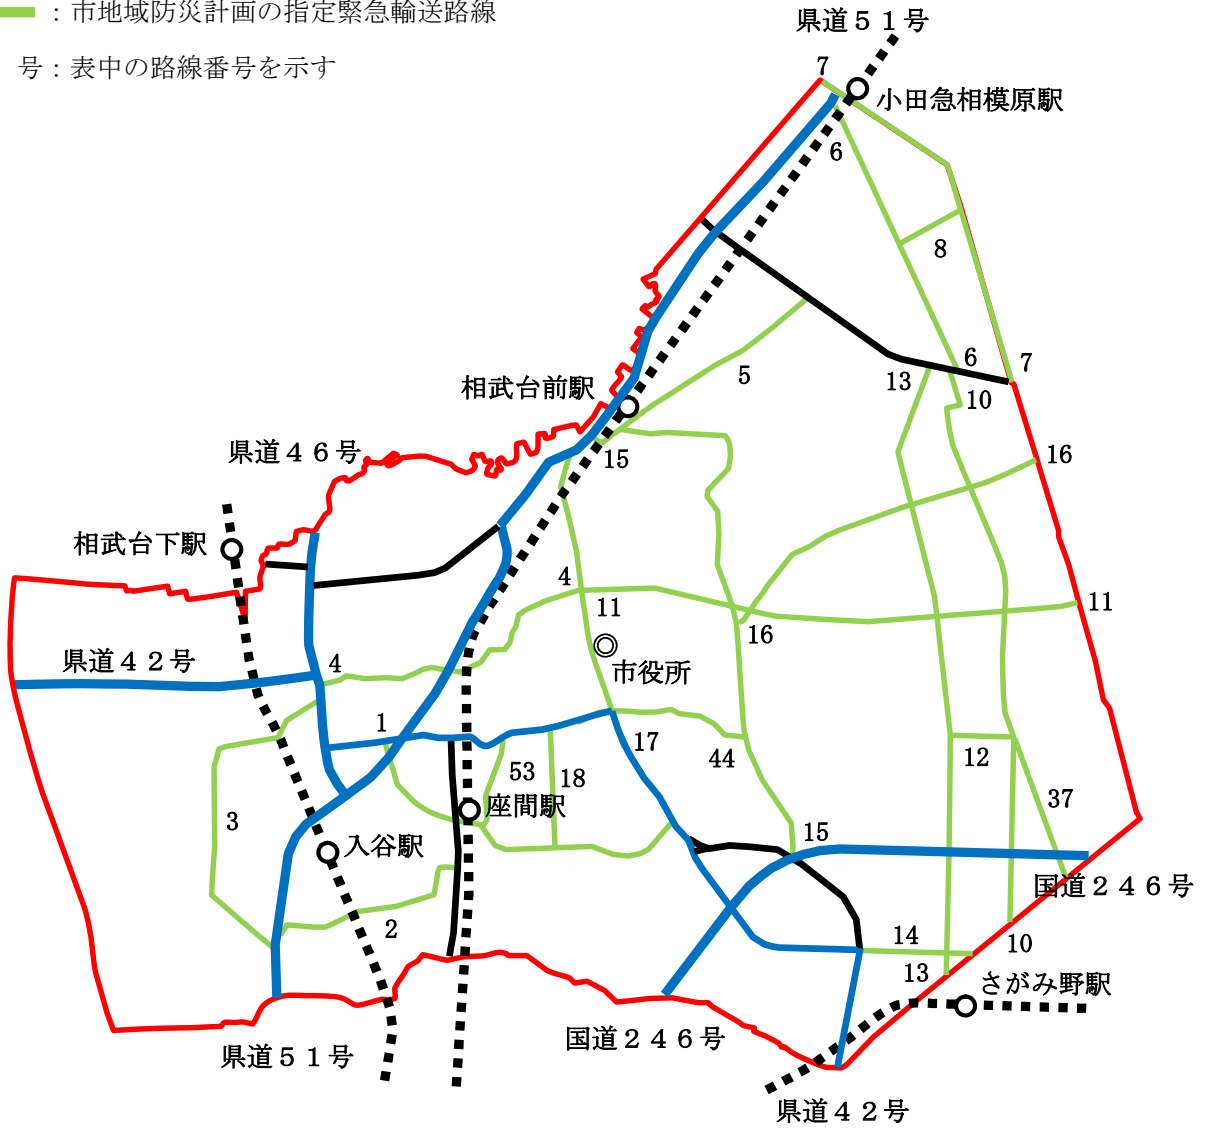 ：市地域防災計画の指定緊急輸送路線
号：表中の路線番号を示す
県道５１号
7
小田急相模原駅
6
8
6
7
5
13
10
相武台前駅
県道４６号
15
16
相武台下駅
4
11
11
16
市役所
県道４２号
4
1
17
44
12
53
18
37
座間駅
3
15
入谷駅
国道２４６号
2
14
10
13
さがみ野駅
国道２４６号
県道５１号
県道４２号